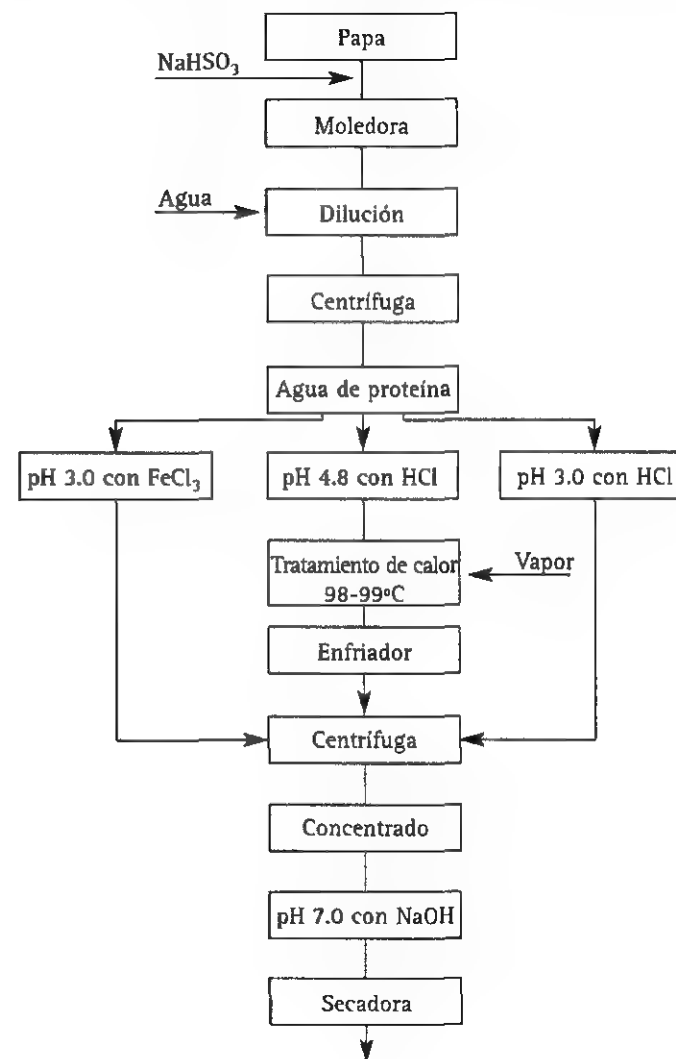 Papa
NaHSO₃
Moledora
Agua
Dilución
Centrífuga
Agua de proteína
pH 3.0 con FeCl₃
pH 4.8 con HCl
pH 3.0 con HCl
Tratamiento de calor
98-99ºC
Vapor
Enfriador
Centrífuga
Concentrado
pH 7.0 con NaOH
Secadora